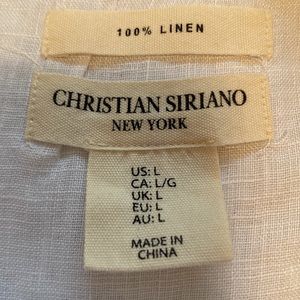 100% LINEN
CHRISTIAN SIRIANO
NEW YORK
US: L
CA: L/G
UK: L
EU: L
AU: L
MADE IN
CHINA